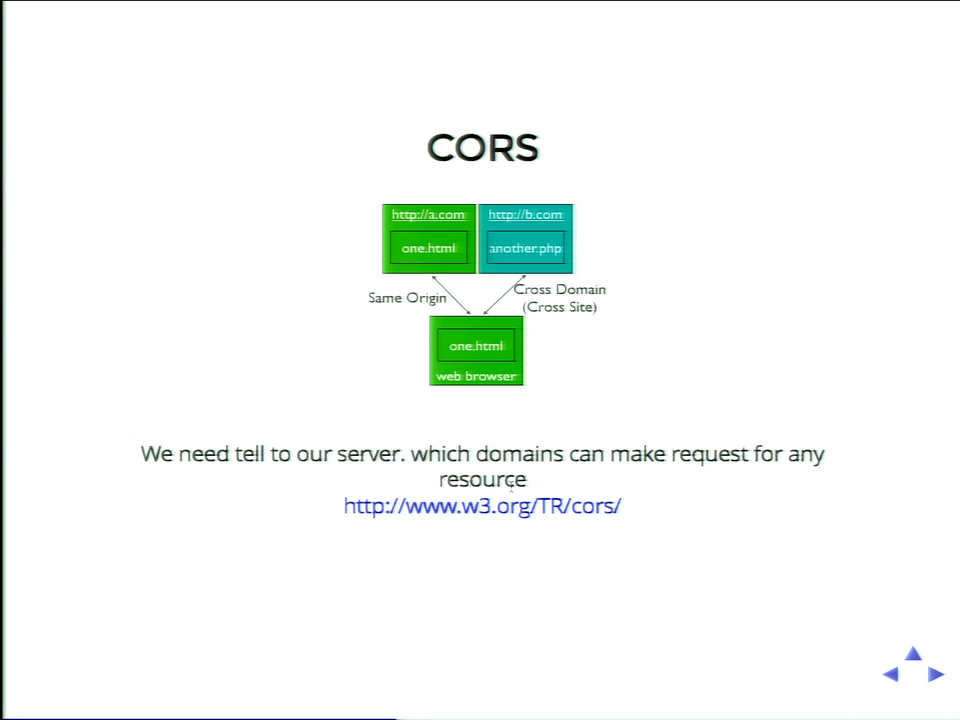 CORS
http://a.com
http://b.com
one.html
another.php
Same Origin
Cross Domain
(Cross Site)
one.html
web browser
We need tell to our server. which domains can make request for any
resource
http://www.w3.org/TR/cors/